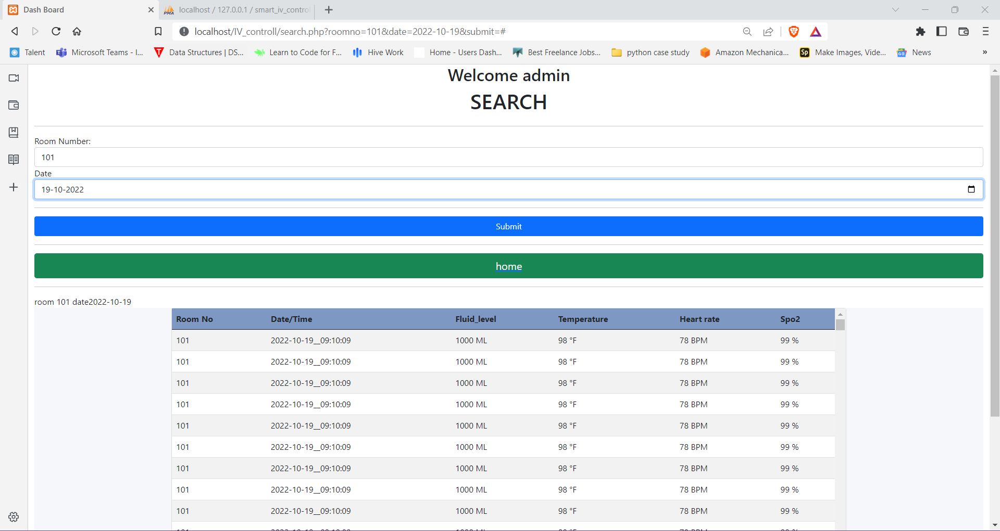 Dash Board
localhost / 127.0.0.1 / smart_iv_contro
localhost/IV_controll/search.php?roomno=101&date=2022-10-19&submit=#
Talent Microsoft Teams - I... Data Structures | DS... Learn to Code for F... Hive Work Home - Users Dash... Best Freelance Jobs... python case study Amazon Mechanica... Sp Make Images, Vide... News »
Welcome admin
SEARCH
Room Number:
101
Date
19-10-2022
Submit
home
room 101 date2022-10-19
Room No Date/Time Fluid_level Temperature Heart rate Spo2
101 2022-10-19__09:10:09 1000 ML 98 °F 78 BPM 99 %
101 2022-10-19__09:10:09 1000 ML 98 °F 78 BPM 99 %
101 2022-10-19__09:10:09 1000 ML 98 °F 78 BPM 99 %
101 2022-10-19__09:10:09 1000 ML 98 °F 78 BPM 99 %
101 2022-10-19__09:10:09 1000 ML 98 °F 78 BPM 99 %
101 2022-10-19__09:10:09 1000 ML 98 °F 78 BPM 99 %
101 2022-10-19__09:10:09 1000 ML 98 °F 78 BPM 99 %
101 2022-10-19__09:10:09 1000 ML 98 °F 78 BPM 99 %
101 2022-10-19__09:10:09 1000 ML 98 °F 78 BPM 99 %